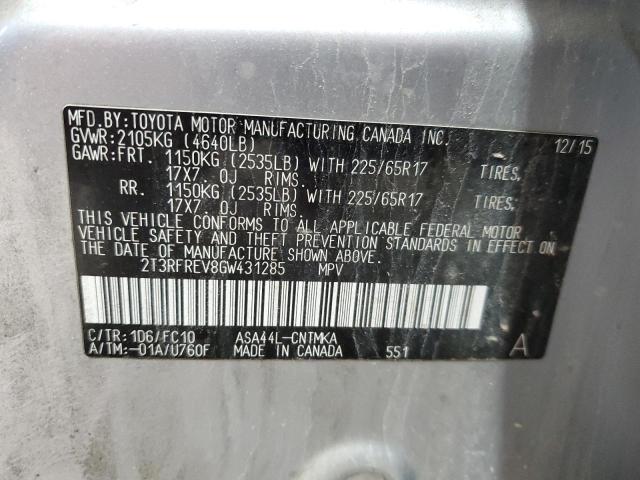 MFD.BY:TOYOTA MOTOR MANUFACTURING CANADA INC.
GVWR:2105KG (4640LB) 12/15
GAWR:FRT. 1150KG (2535LB) WITH 225/65R17 TIRES,
17X7 0J RIMS.
RR. 1150KG (2535LB) WITH 225/65R17 TIRES,
17X7 0J RIMS.
THIS VEHICLE CONFORMS TO ALL APPLICABLE FEDERAL MOTOR
VEHICLE SAFETY AND THEFT PREVENTION STANDARDS IN EFFECT ON
THE DATE OF MANUFACTURE SHOWN ABOVE.
2T3RFREV8GW431285 MPV
C/TR:1D6/FC10 ASA44L-CNTMKA
A/TM:-01A/U760F MADE IN CANADA 551 A